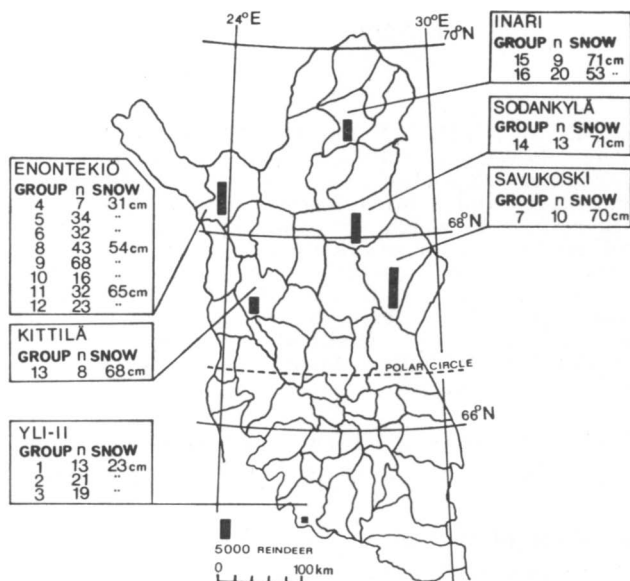 24°E
30°E
70°N
INARI
GROUP n SNOW
15 9 71cm
16 20 53 "
SODANKYLÄ
GROUP n SNOW
14 13 71cm
SAVUKOSKI
GROUP n SNOW
7 10 70 cm
68°N
ENONTEKIÖ
GROUP n SNOW
4 7 31cm
5 34 "
6 32 "
8 43 54cm
9 68 "
10 16 "
11 32 65cm
12 23 "
KITTILÄ
GROUP n SNOW
13 8 68cm
POLAR CIRCLE
66°N
YLI-II
GROUP n SNOW
1 13 23cm
2 21 "
3 19 "
5000 REINDEER
0 100km